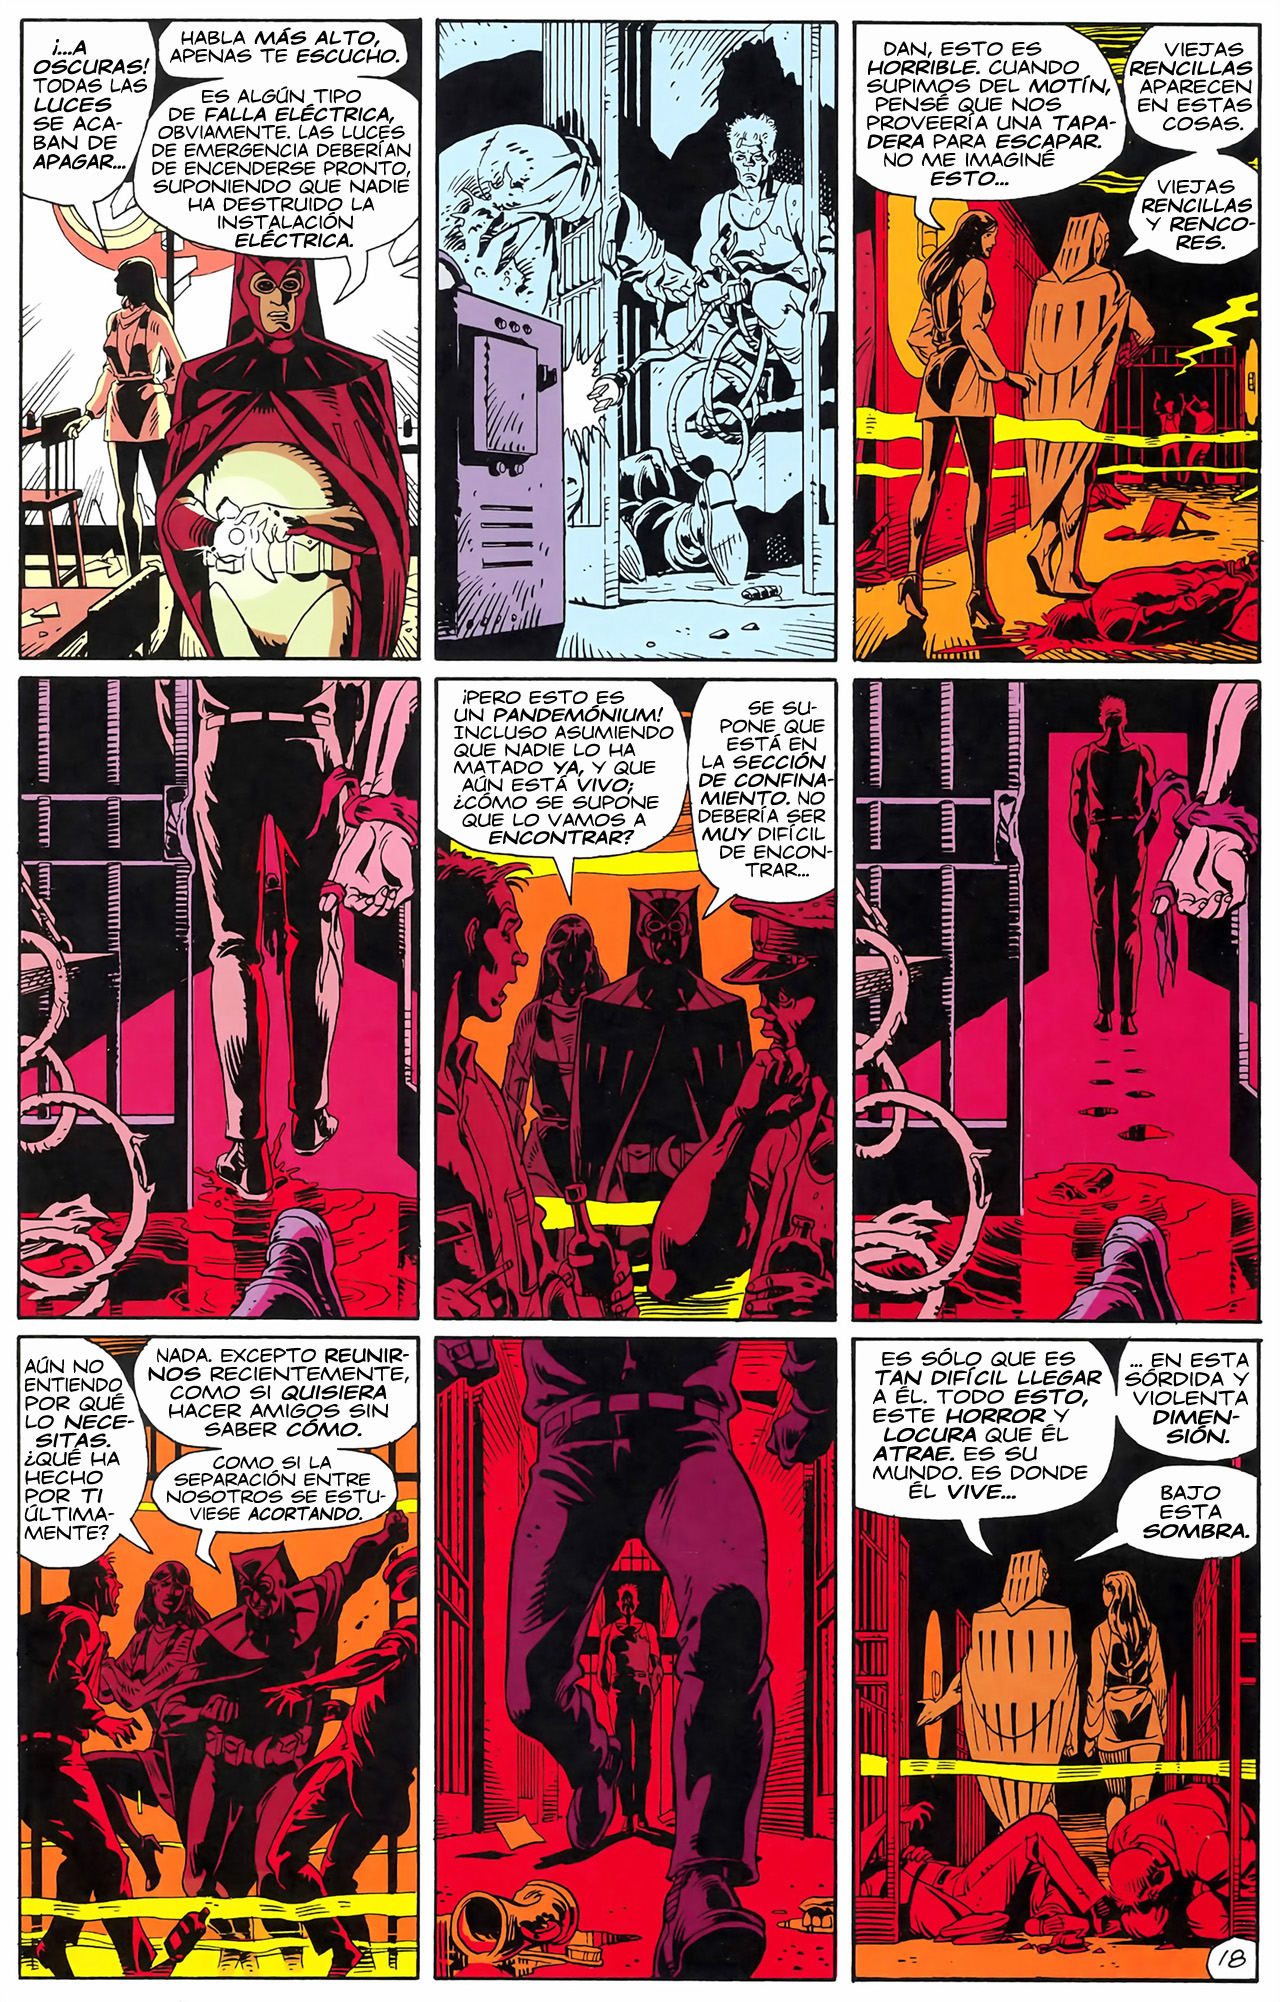 ¡...A
OSCURAS!
TODAS LAS
LUCES
SE ACA-
BAN DE
APAGAR...
HABLA MÁS ALTO,
APENAS TE ESCUCHO.
ES ALGÚN TIPO
DE FALLA ELÉCTRICA,
OBVIAMENTE. LAS LUCES
DE EMERGENCIA DEBERÍAN
DE ENCENDERSE PRONTO,
SUPONIENDO QUE NADIE
HA DESTRUIDO LA
INSTALACIÓN
ELÉCTRICA.
DAN, ESTO ES
HORRIBLE. CUANDO
SUPIMOS DEL MOTÍN,
PENSÉ QUE NOS
PROVEERÍA UNA TAPA-
DERA PARA ESCAPAR.
NO ME IMAGINÉ
ESTO...
VIEJAS
RENCILLAS
APARECEN
EN ESTAS
COSAS.
VIEJAS
RENCILLAS
Y RENCO-
RES.
¡PERO ESTO ES
UN PANDEMÓNIUM!
INCLUSO ASUMIENDO
QUE NADIE LO HA
MATADO YA, Y QUE
AÚN ESTÁ VIVO;
¿CÓMO SE SUPONE
QUE LO VAMOS A
ENCONTRAR?
SE SU-
PONE QUE
ESTÁ EN
LA SECCIÓN
DE CONFINA-
MIENTO. NO
DEBERÍA SER
MUY DIFÍCIL
DE ENCON-
TRAR...
AÚN NO
ENTIENDO
POR QUÉ
LO NECE-
SITAS.
¿QUÉ HA
HECHO
POR TI
ÚLTIMA-
MENTE?
NADA. EXCEPTO REUNIR-
NOS RECIENTEMENTE,
COMO SI QUISIERA
HACER AMIGOS SIN
SABER CÓMO.
COMO SI LA
SEPARACIÓN ENTRE
NOSOTROS SE ESTU-
VIESE ACORTANDO.
ES SÓLO QUE ES
TAN DIFÍCIL LLEGAR
A ÉL. TODO ESTO,
ESTE HORROR Y
LOCURA QUE ÉL
ATRAE. ES SU
MUNDO. ES DONDE
ÉL VIVE...
... EN ESTA
SÓRDIDA Y
VIOLENTA
DIMEN-
SIÓN.
BAJO
ESTA
SOMBRA.
18